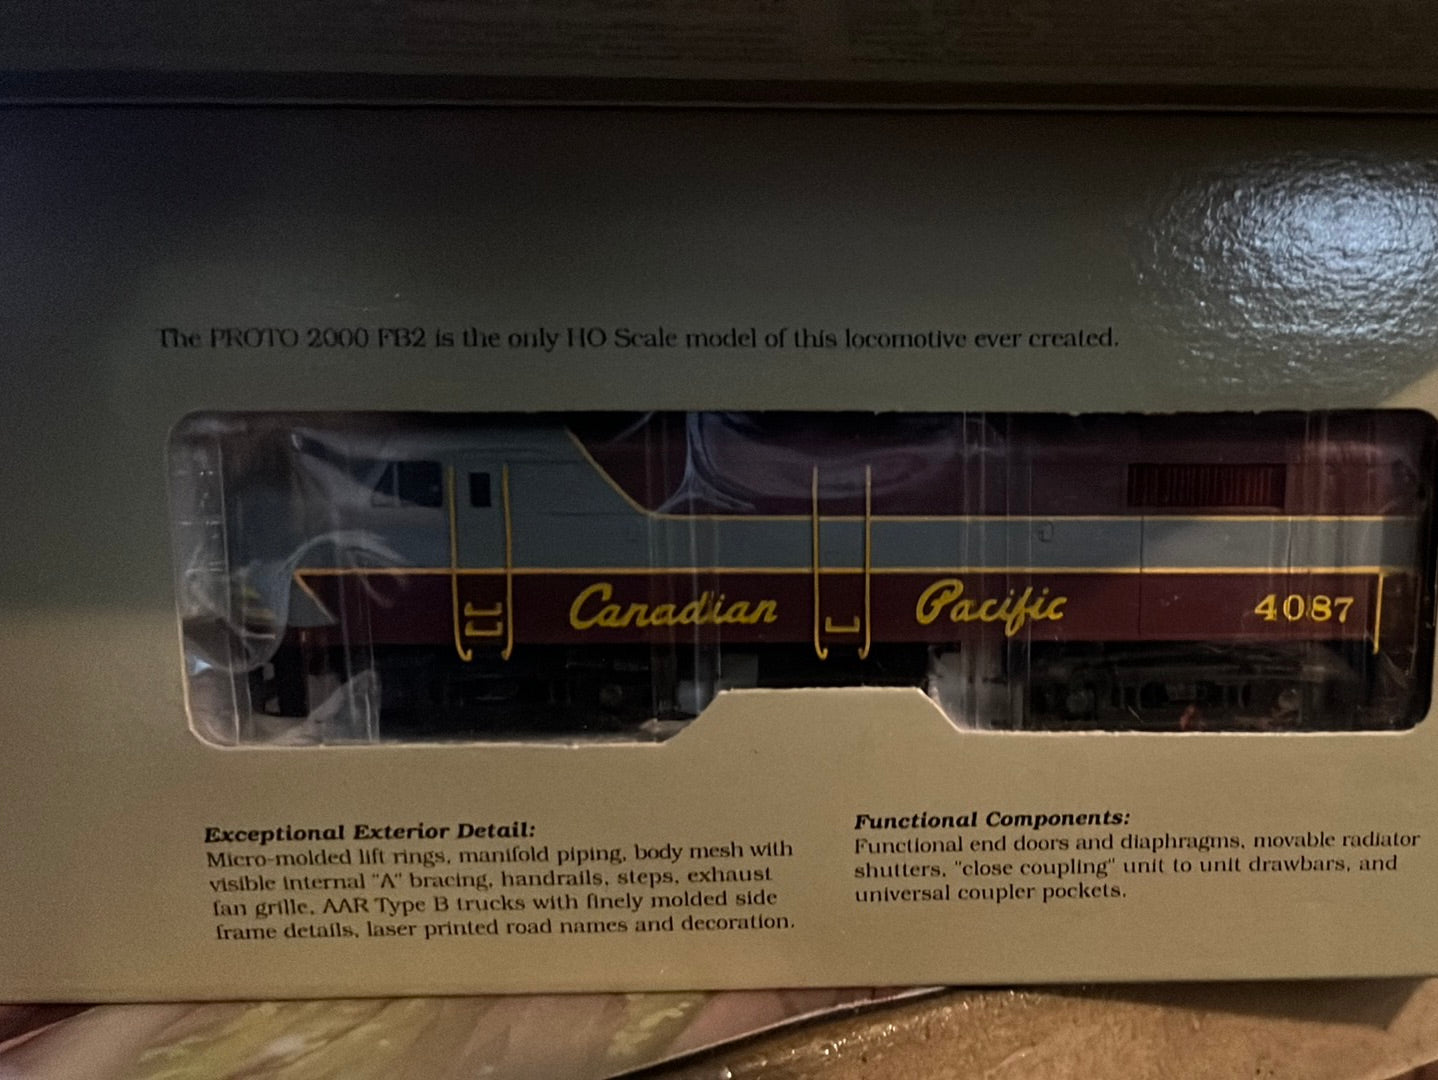 The PROTO 2000 FB2 is the only HO Scale model of this locomotive ever created.
Canadian Pacific 4087
Exceptional Exterior Detail:
Micro-molded lift rings, manifold piping, body mesh with
visible internal "A" bracing, handrails, steps, exhaust
fan grille, AAR Type B trucks with finely molded side
frame details, laser printed road names and decoration.
Functional Components:
Functional end doors and diaphragms, movable radiator
shutters, "close coupling" unit to unit drawbars, and
universal coupler pockets.